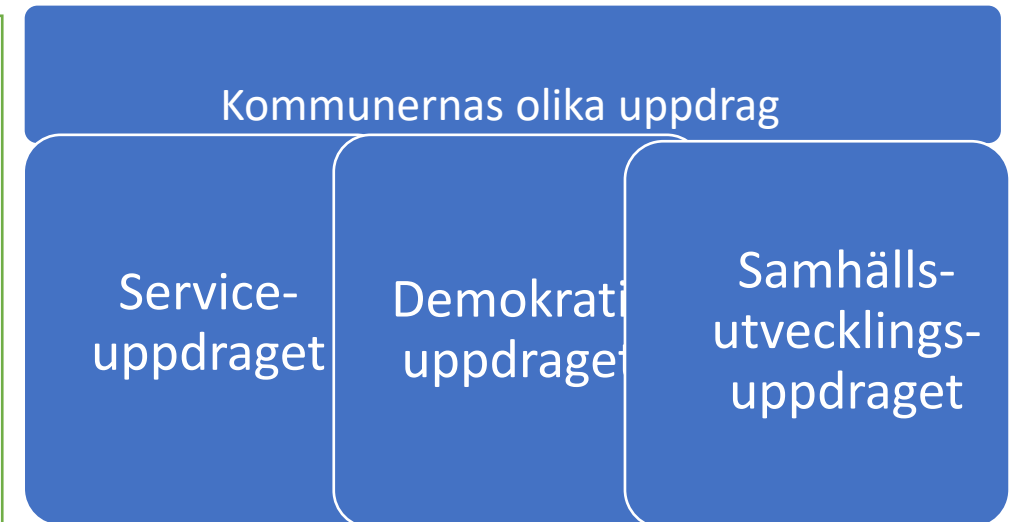 Kommunernas olika uppdrag
Service-
uppdraget
Demokrati
uppdraget
Samhälls-
utvecklings-
uppdraget